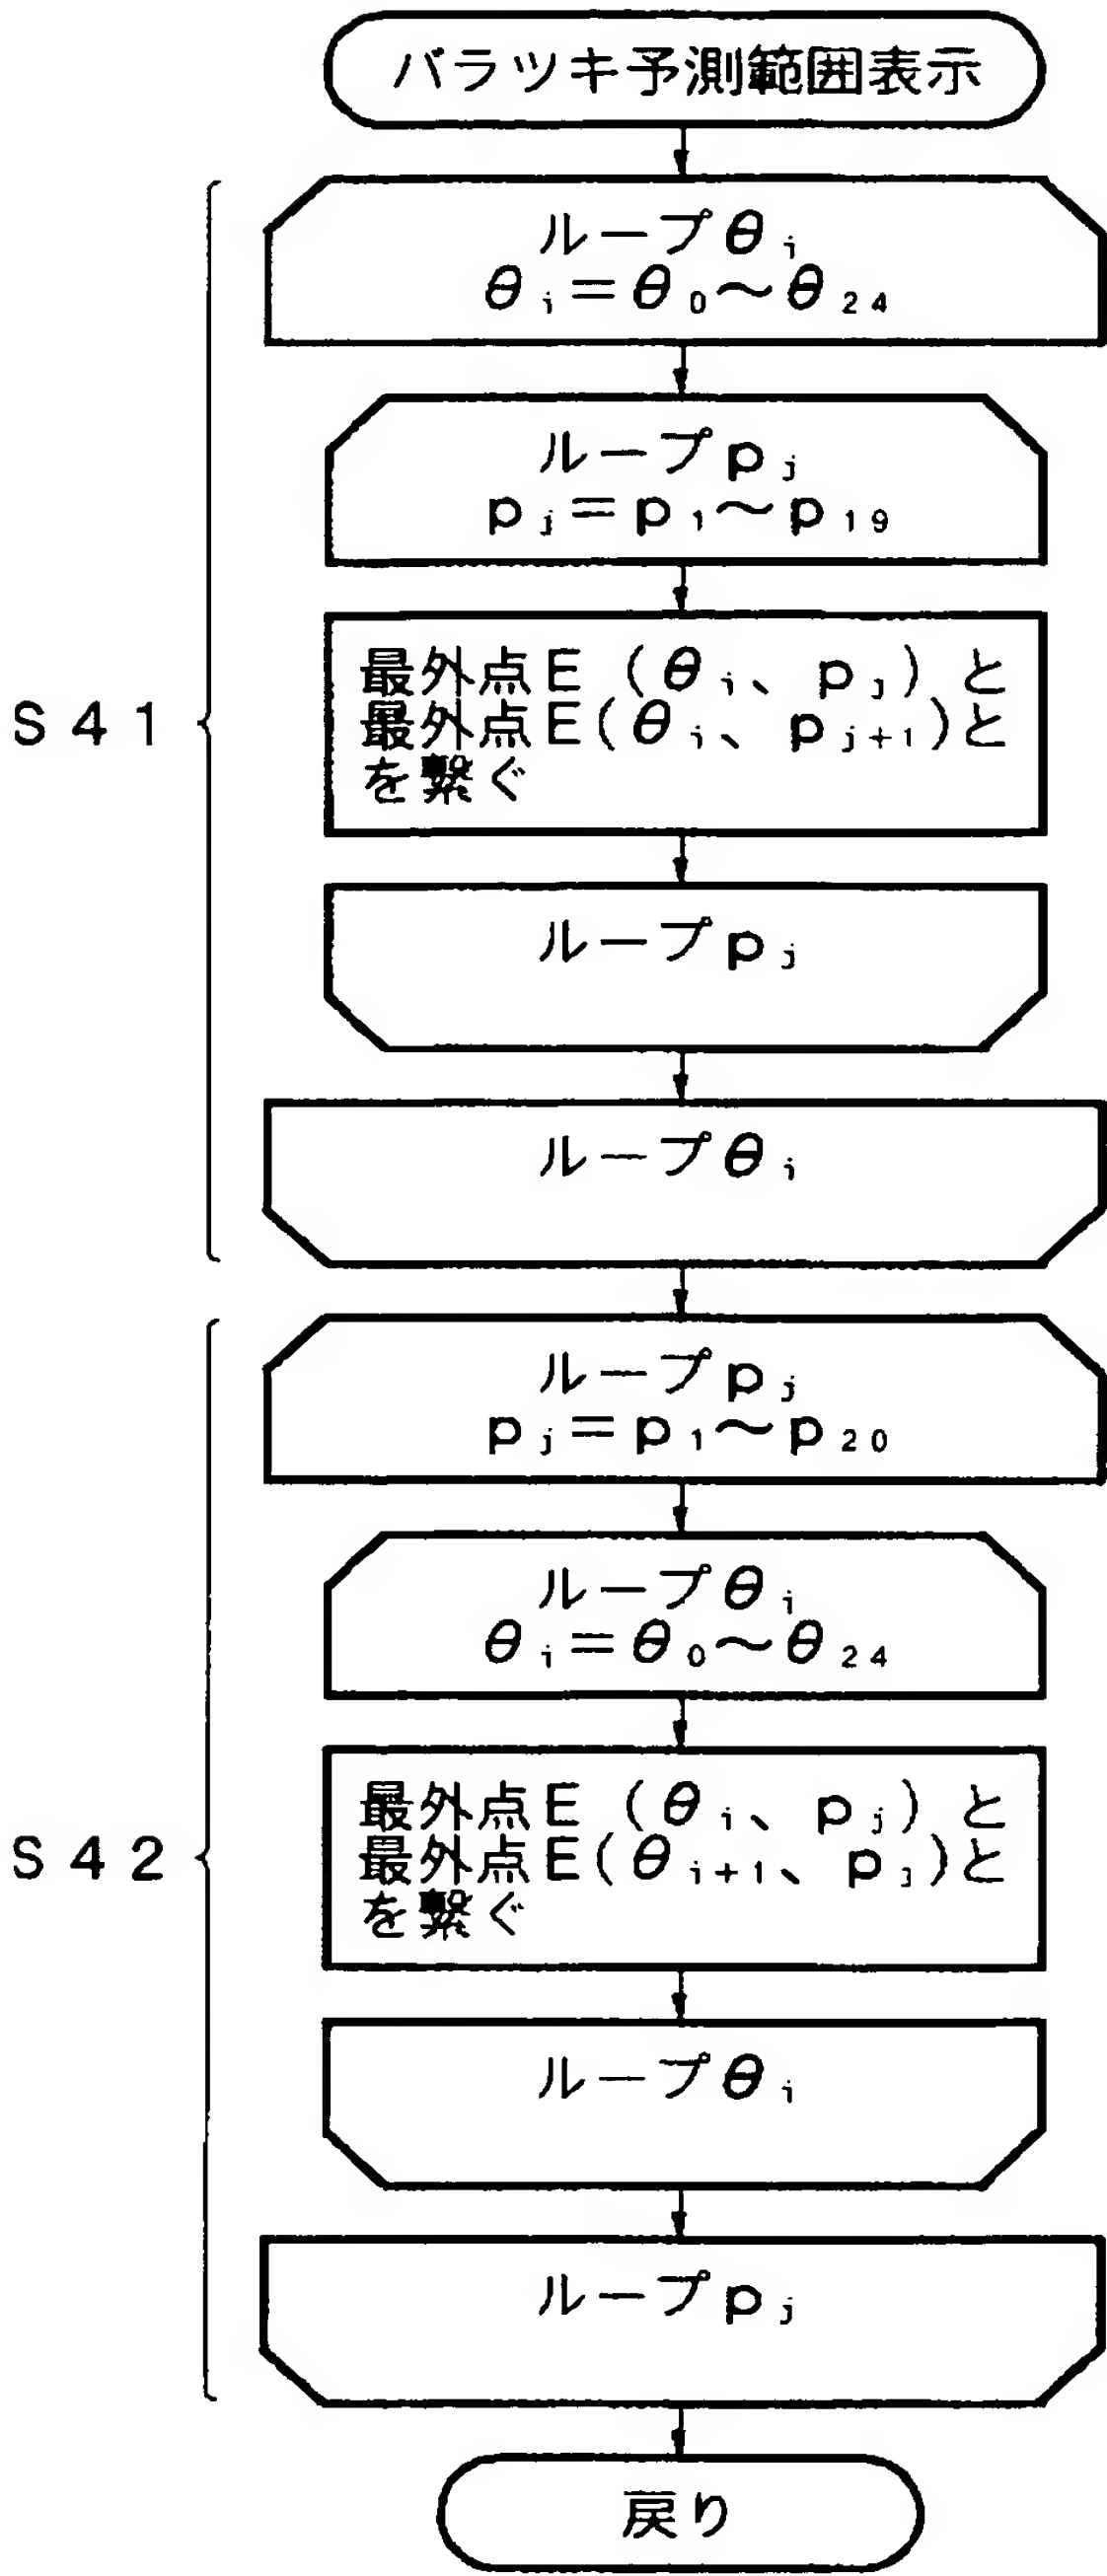 バラツキ予測範囲表示
ループθi
θi=θ0〜θ24
ループpj
pj=p1〜p19
S41
最外点E(θi、pj)と
最外点E(θi、pj+1)と
を繋ぐ
ループpj
ループθi
ループpj
pj=p1〜p20
ループθi
θi=θ0〜θ24
S42
最外点E(θi、pj)と
最外点E(θi+1、pj)と
を繋ぐ
ループθi
ループpj
戻り